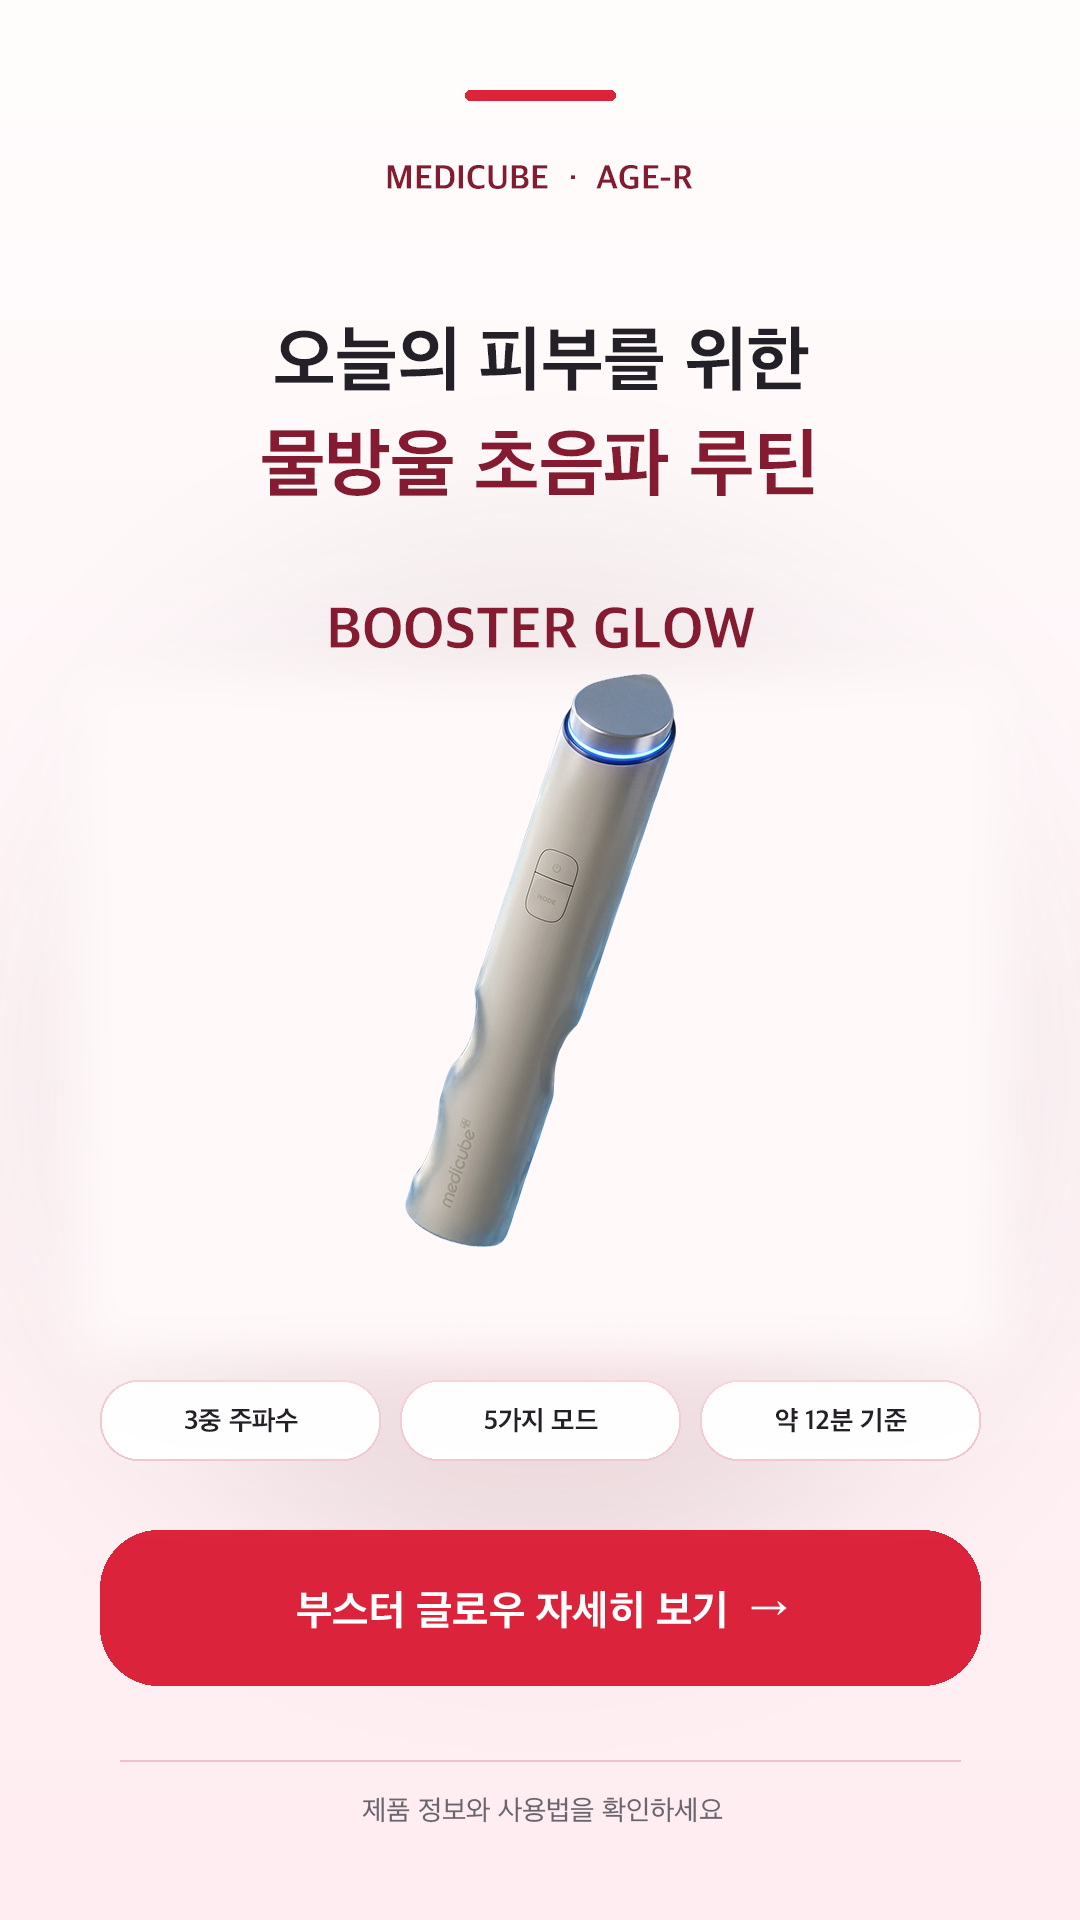 MEDICUBE · AGE-R
오늘의 피부를 위한
물방울 초음파 루틴
BOOSTER GLOW
MODE
medicube
3중 주파수
5가지 모드
약 12분 기준
부스터 글로우 자세히 보기 →
제품 정보와 사용법을 확인하세요